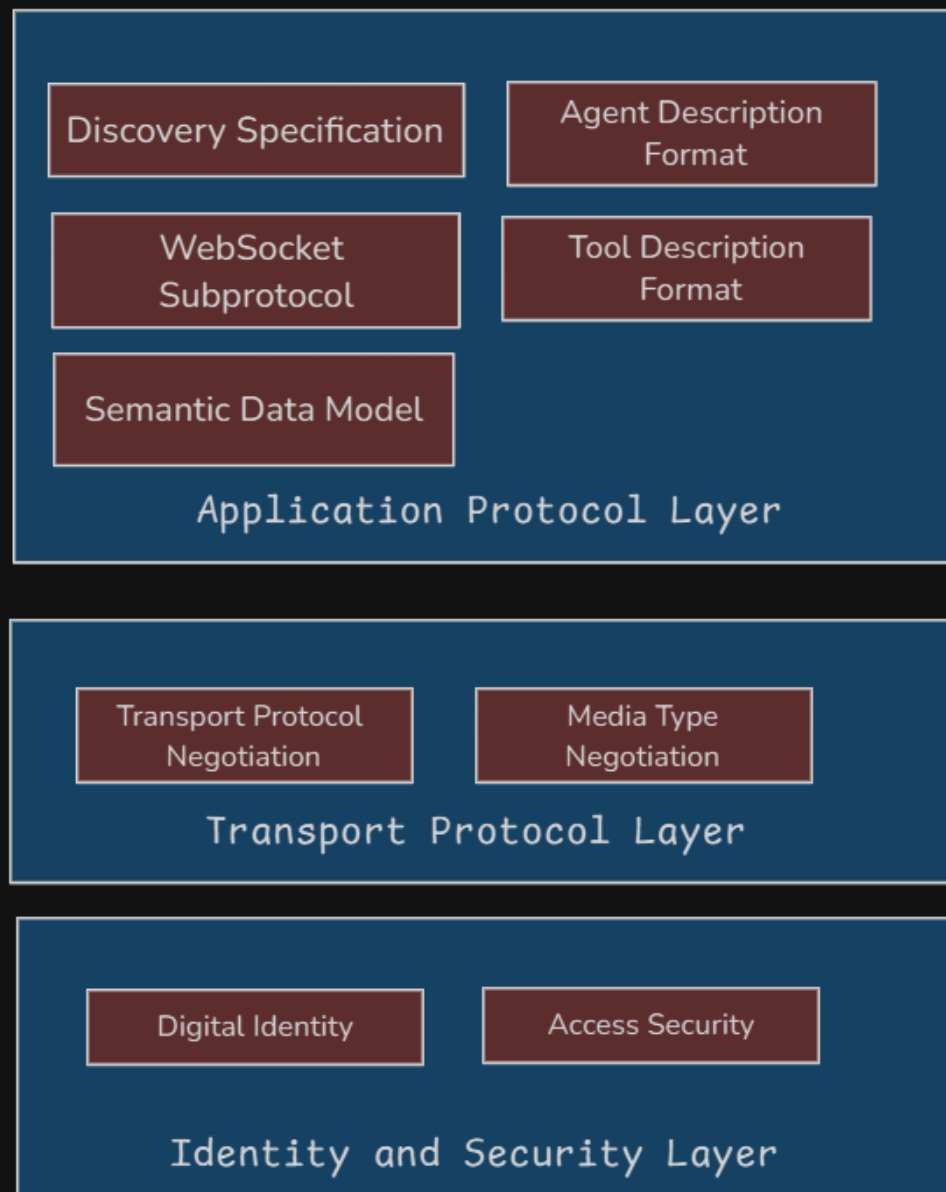 Discovery Specification
Agent Description
Format
WebSocket
Subprotocol
Tool Description
Format
Semantic Data Model
Application Protocol Layer
Transport Protocol
Negotiation
Media Type
Negotiation
Transport Protocol Layer
Digital Identity
Access Security
Identity and Security Layer